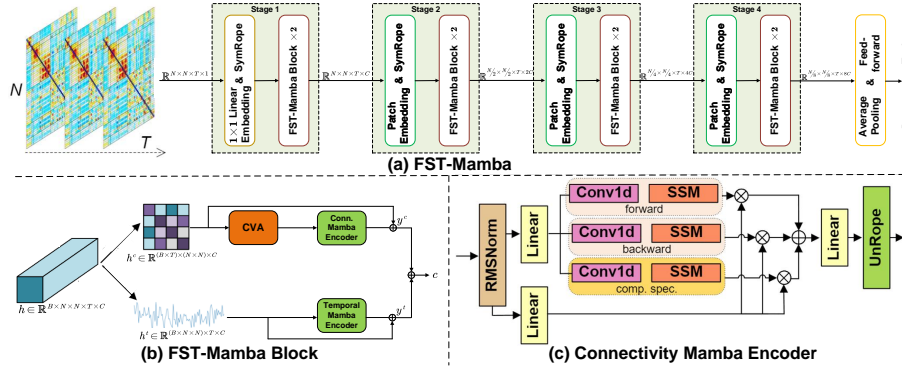 Stage 1
Stage 2
Stage 3
Stage 4
N
T
ℝ^{N×N×T×1}
1×1 Linear Embedding & SymRope
FST-Mamba Block ×2
ℝ^{N×N×T×C}
Patch Embedding & SymRope
FST-Mamba Block ×2
ℝ^{N/2×N/2×T×2C}
Patch Embedding & SymRope
FST-Mamba Block ×2
ℝ^{N/4×N/4×T×4C}
Patch Embedding & SymRope
FST-Mamba Block ×2
ℝ^{N/8×N/8×T×8C}
Average Pooling & Feed-forward
(a) FST-Mamba
h ∈ ℝ^{B×N×N×T×C}
h^c ∈ ℝ^{(B×T)×(N×N)×C}
CVA
Conn.
Mamba
Encoder
y^c
c
h^t ∈ ℝ^{(B×N×N)×T×C}
Temporal
Mamba
Encoder
y^t
(b) FST-Mamba Block
RMSNorm
Linear
Linear
Conv1d SSM
forward
Conv1d SSM
backward
Conv1d SSM
comp. spec.
Linear
UnRope
(c) Connectivity Mamba Encoder